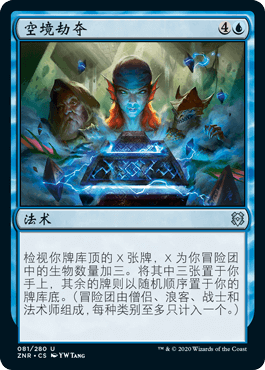 空境劫夺 4
法术
检视你牌库顶的 X 张牌，X 为你冒险团
中的生物数量加三。将其中三张置于你
手上，其余的牌则以随机顺序置于你的
牌库底。（冒险团由僧侣、浪客、战士和
法术师组成，每种类别至多只计入一个。）
081/280 U
ZNR • CS YW TANG
™ & © 2020 Wizards of the Coast